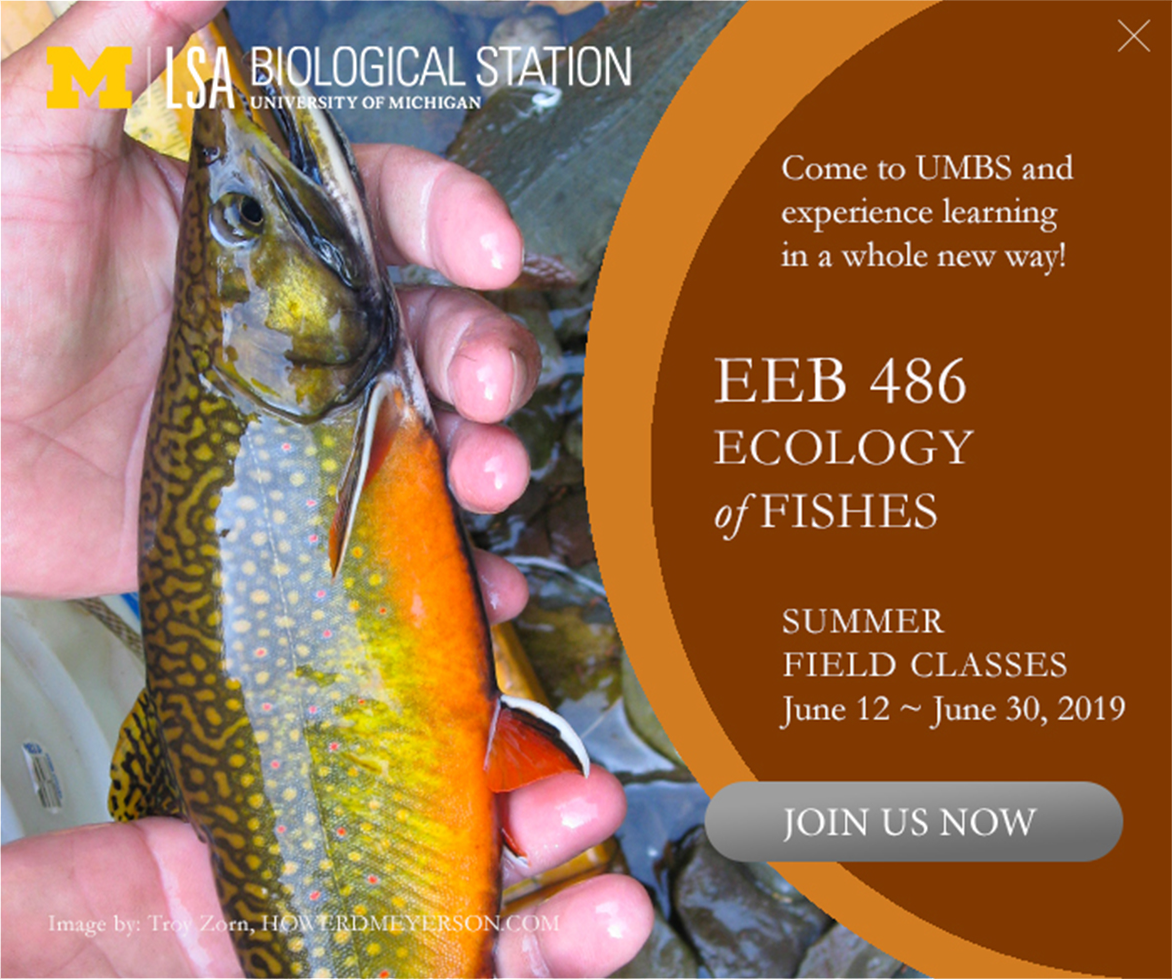 M LSA BIOLOGICAL STATION
UNIVERSITY OF MICHIGAN
Come to UMBS and
experience learning
in a whole new way!
EEB 486
ECOLOGY
of FISHES
SUMMER
FIELD CLASSES
June 12 ~ June 30, 2019
JOIN US NOW
Image by: Troy Zorn, HOWERDMEYERSON.COM